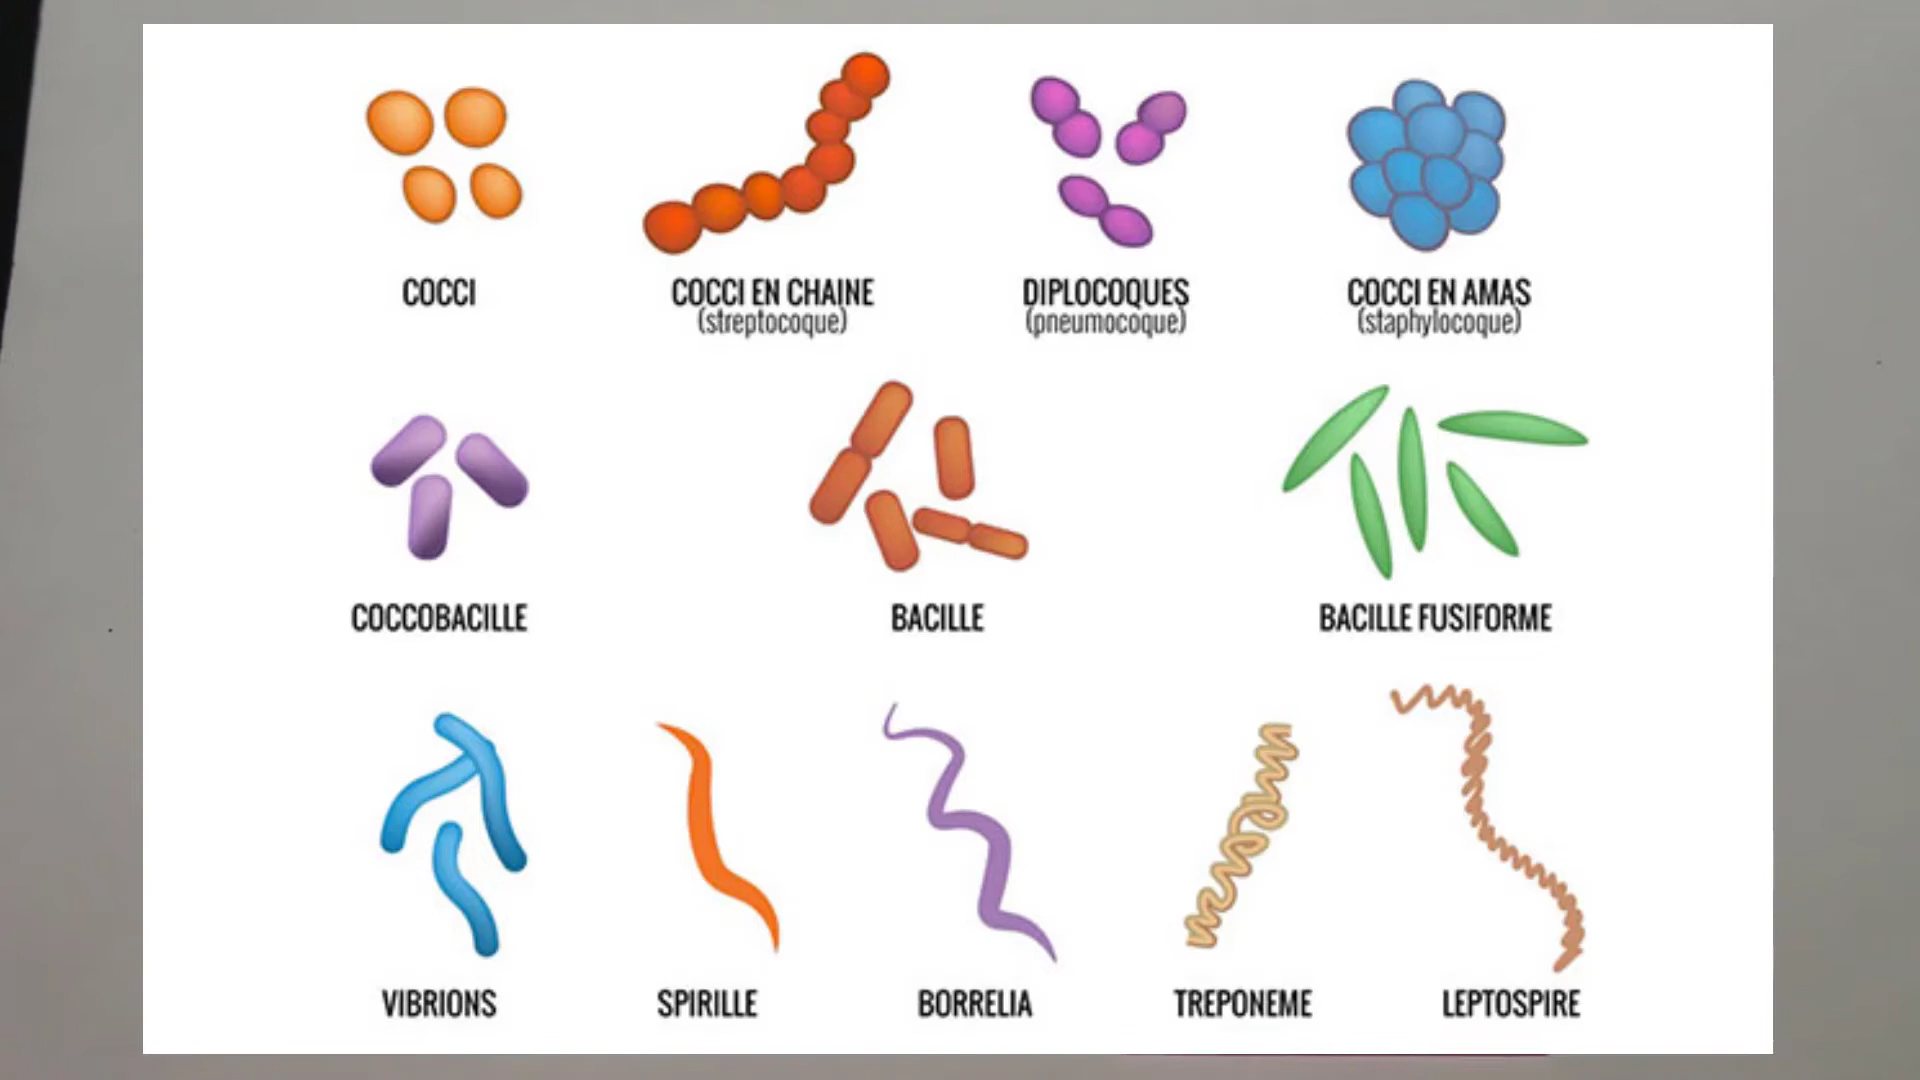 COCCI
COCCI EN CHAINE
(streptocoque)
DIPLOCOQUES
(pneumocoque)
COCCI EN AMAS
(staphylocoque)
COCCOBACILLE
BACILLE
BACILLE FUSIFORME
VIBRIONS
SPIRILLE
BORRELIA
TREPONEME
LEPTOSPIRE